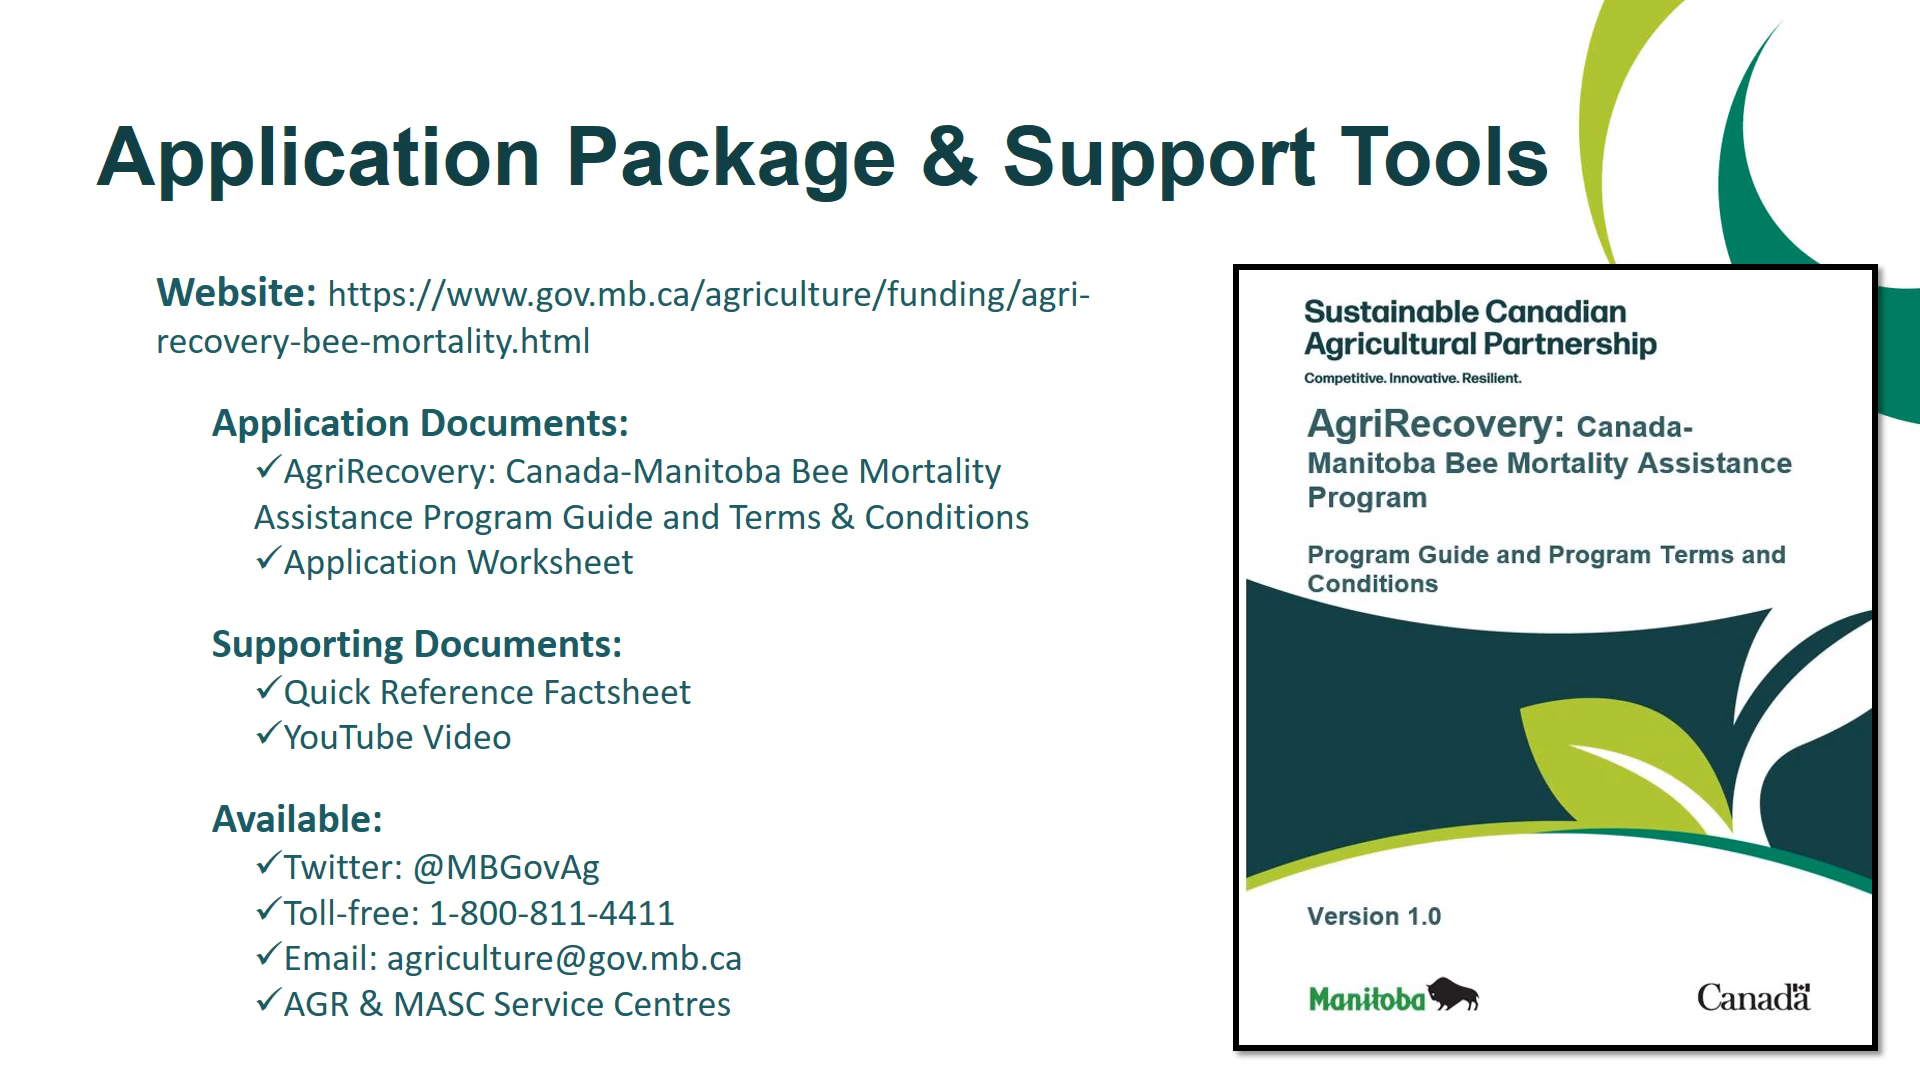 Application Package & Support Tools
Website: https://www.gov.mb.ca/agriculture/funding/agri-
recovery-bee-mortality.html
Application Documents:
✓AgriRecovery: Canada-Manitoba Bee Mortality
Assistance Program Guide and Terms & Conditions
✓Application Worksheet
Supporting Documents:
✓Quick Reference Factsheet
✓YouTube Video
Available:
✓Twitter: @MBGovAg
✓Toll-free: 1-800-811-4411
✓Email: agriculture@gov.mb.ca
✓AGR & MASC Service Centres
Sustainable Canadian
Agricultural Partnership
Competitive. Innovative. Resilient.
AgriRecovery: Canada-
Manitoba Bee Mortality Assistance
Program
Program Guide and Program Terms and
Conditions
Version 1.0
Manitoba
Canada